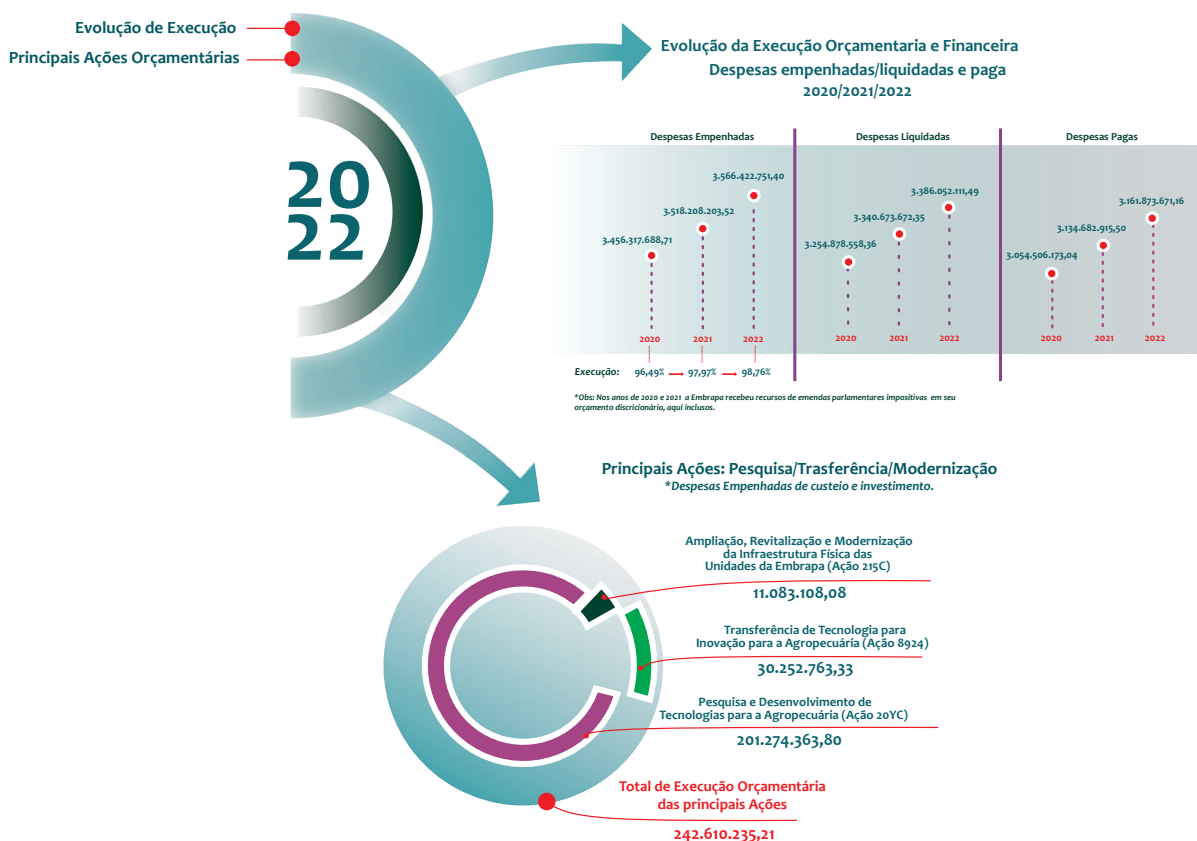 Evolução de Execução
Principais Ações Orçamentárias
20
22
Evolução da Execução Orçamentaria e Financeira
Despesas empenhadas/liquidadas e paga
2020/2021/2022
Despesas Empenhadas
3.456.317.688,71
3.518.208.203,52
3.566.422.751,40
2020
2021
2022
Execução: 96,49% 97,97% 98,76%
Despesas Liquidadas
3.254.878.558,36
3.340.673.672,35
3.386.052.111,49
2020
2021
2022
Despesas Pagas
3.054.506.173,04
3.134.682.915,50
3.161.873.671,16
2020
2021
2022
*Obs: Nos anos de 2020 e 2021 a Embrapa recebeu recursos de emendas parlamentares impositivas em seu
orçamento discricionário, aqui inclusos.
Principais Ações: Pesquisa/Trasferência/Modernização
*Despesas Empenhadas de custeio e investimento.
Ampliação, Revitalização e Modernização
da Infraestrutura Física das
Unidades da Embrapa (Ação 215C)
11.083.108,08
Transferência de Tecnologia para
Inovação para a Agropecuária (Ação 8924)
30.252.763,33
Pesquisa e Desenvolvimento de
Tecnologias para a Agropecuária (Ação 20YC)
201.274.363,80
Total de Execução Orçamentária
das principais Ações
242.610.235,21